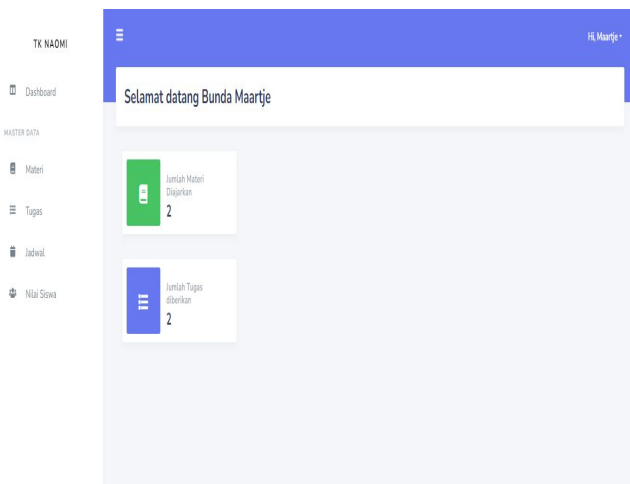 TK NAOMI
Hi, Maartje
Dashboard
Selamat datang Bunda Maartje
MASTER DATA
Materi
Tugas
Jadwal
Nilai Siswa
Jumlah Materi
Diajarkan
2
Jumlah Tugas
diberikan
2